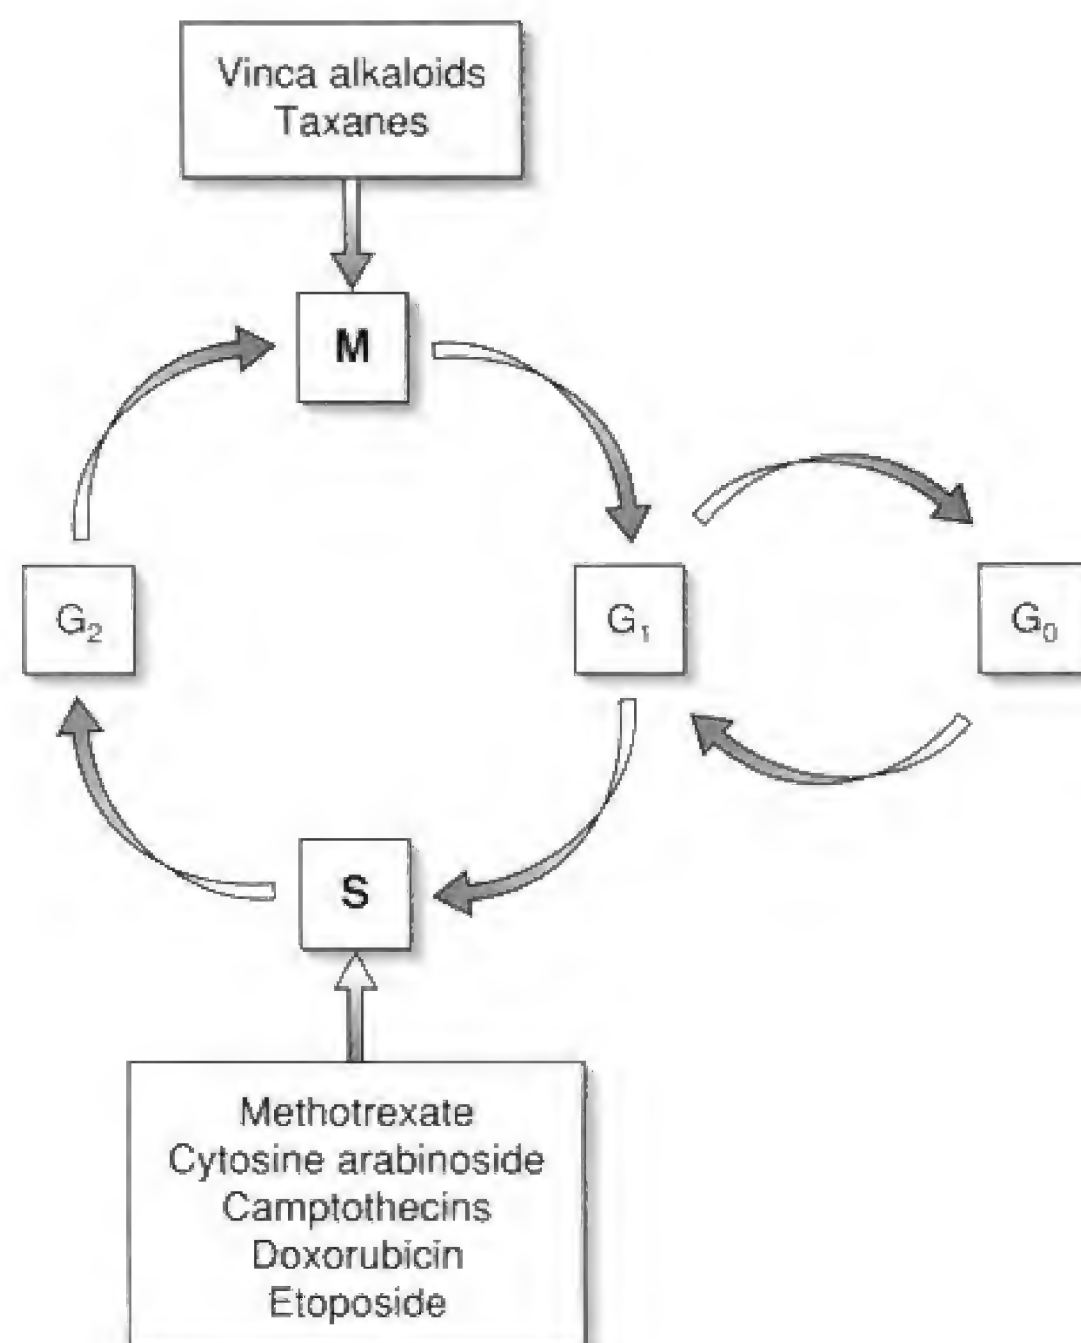 Vinca alkaloids
Taxanes
M
G₂
G₁
G₀
S
Methotrexate
Cytosine arabinoside
Camptothecins
Doxorubicin
Etoposide